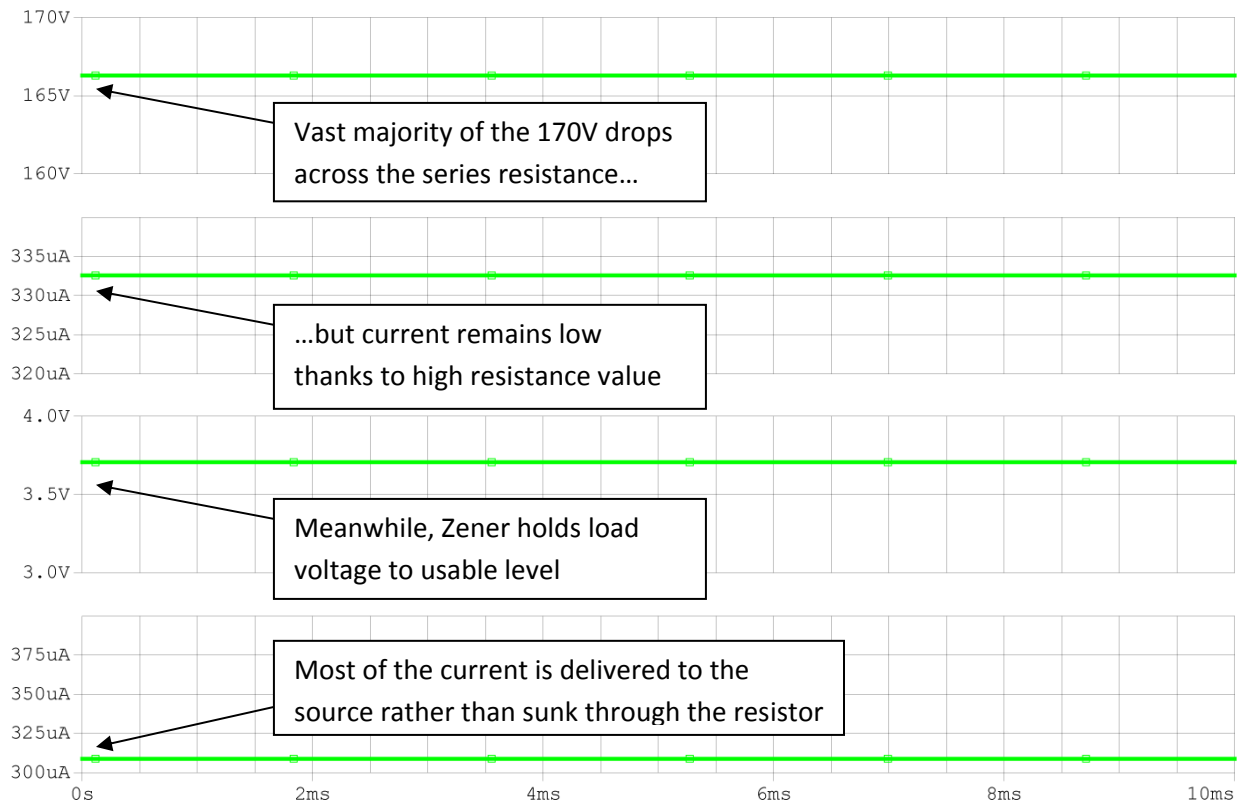 170V
165V
160V
Vast majority of the 170V drops
across the series resistance…
335uA
330uA
325uA
320uA
…but current remains low
thanks to high resistance value
4.0V
3.5V
3.0V
Meanwhile, Zener holds load
voltage to usable level
375uA
350uA
325uA
300uA
Most of the current is delivered to the
source rather than sunk through the resistor
0s 2ms 4ms 6ms 8ms 10ms